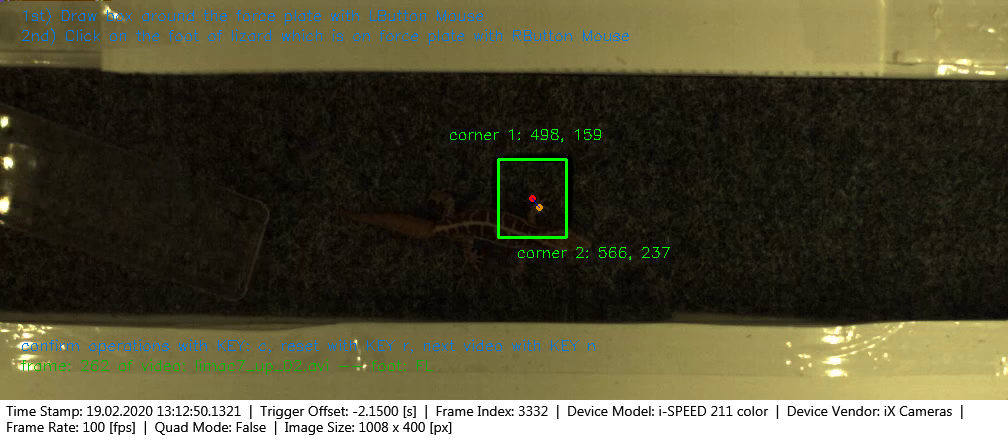 1st) Draw box around the force plate with LButton Mouse
2nd) Click on the foot of lizard which is on force plate with RButton Mouse
corner 1: 498, 159
corner 2: 566, 237
confirm operations with KEY: c, reset with KEY r, next video with KEY n
frame: 262 of video:
Time Stamp: 19.02.2020 13:12:50.1321 | Trigger Offset: -2.1500 [s] | Frame Index: 3332 | Device Model: i-SPEED 211 color | Device Vendor: iX Cameras |
Frame Rate: 100 [fps] | Quad Mode: False | Image Size: 1008 x 400 [px]